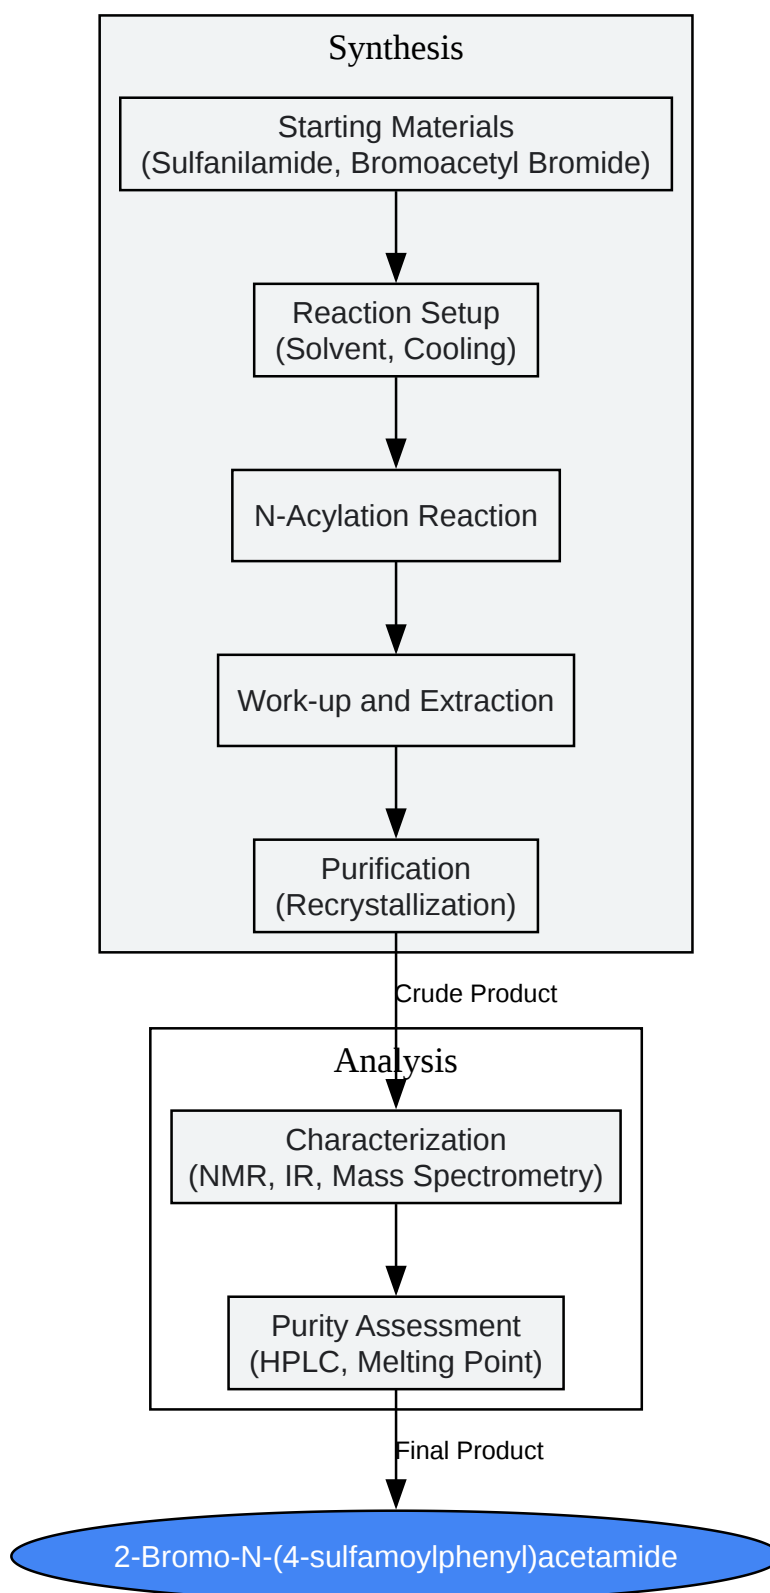 Synthesis
Starting Materials
(Sulfanilamide, Bromoacetyl Bromide)
Reaction Setup
(Solvent, Cooling)
N-Acylation Reaction
Work-up and Extraction
Purification
(Recrystallization)
Crude Product
Analysis
Characterization
(NMR, IR, Mass Spectrometry)
Purity Assessment
(HPLC, Melting Point)
Final Product
2-Bromo-N-(4-sulfamoylphenyl)acetamide